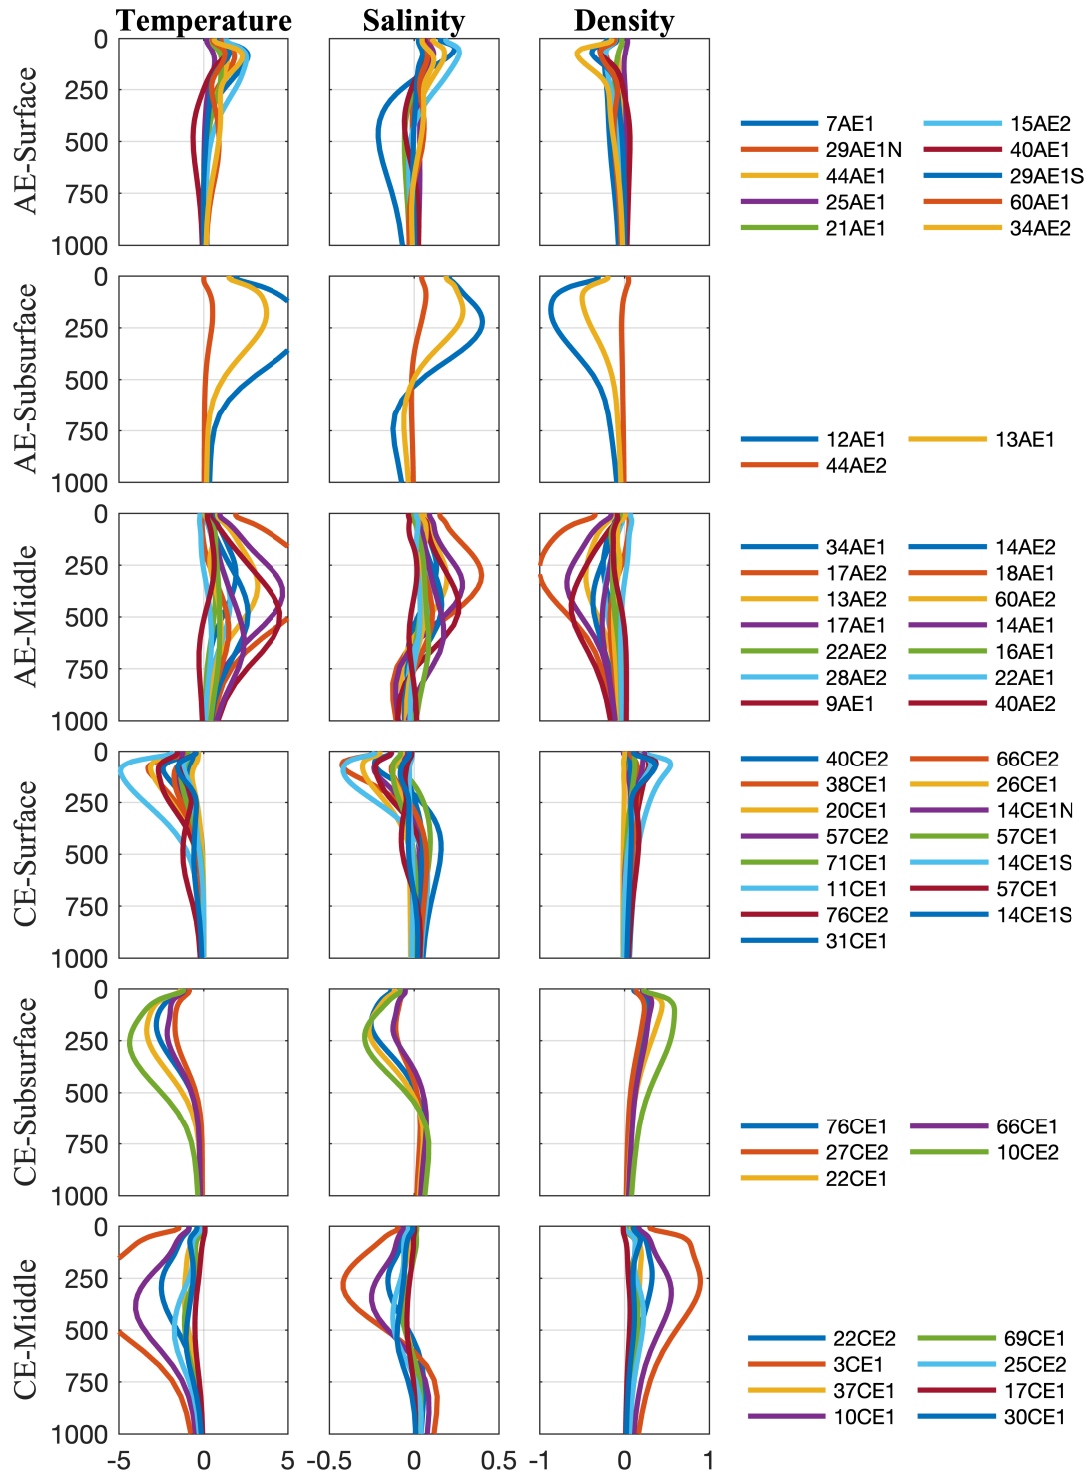 Temperature Salinity Density
AE-Surface
0
250
500
750
1000
7AE1 15AE2
29AE1N 40AE1
44AE1 29AE1S
25AE1 60AE1
21AE1 34AE2
AE-Subsurface
0
250
500
750
1000
12AE1 13AE1
44AE2
AE-Middle
0
250
500
750
1000
34AE1 14AE2
17AE2 18AE1
13AE2 60AE2
17AE1 14AE1
22AE2 16AE1
28AE2 22AE1
9AE1 40AE2
CE-Surface
0
250
500
750
1000
40CE2 66CE2
38CE1 26CE1
20CE1 14CE1N
57CE2 57CE1
71CE1 14CE1S
11CE1 57CE1
76CE2 14CE1S
31CE1
CE-Subsurface
0
250
500
750
1000
76CE1 66CE1
27CE2 10CE2
22CE1
CE-Middle
0
250
500
750
1000
22CE2 69CE1
3CE1 25CE2
37CE1 17CE1
10CE1 30CE1
-5 0 5 -0.5 0 0.5 -1 0 1